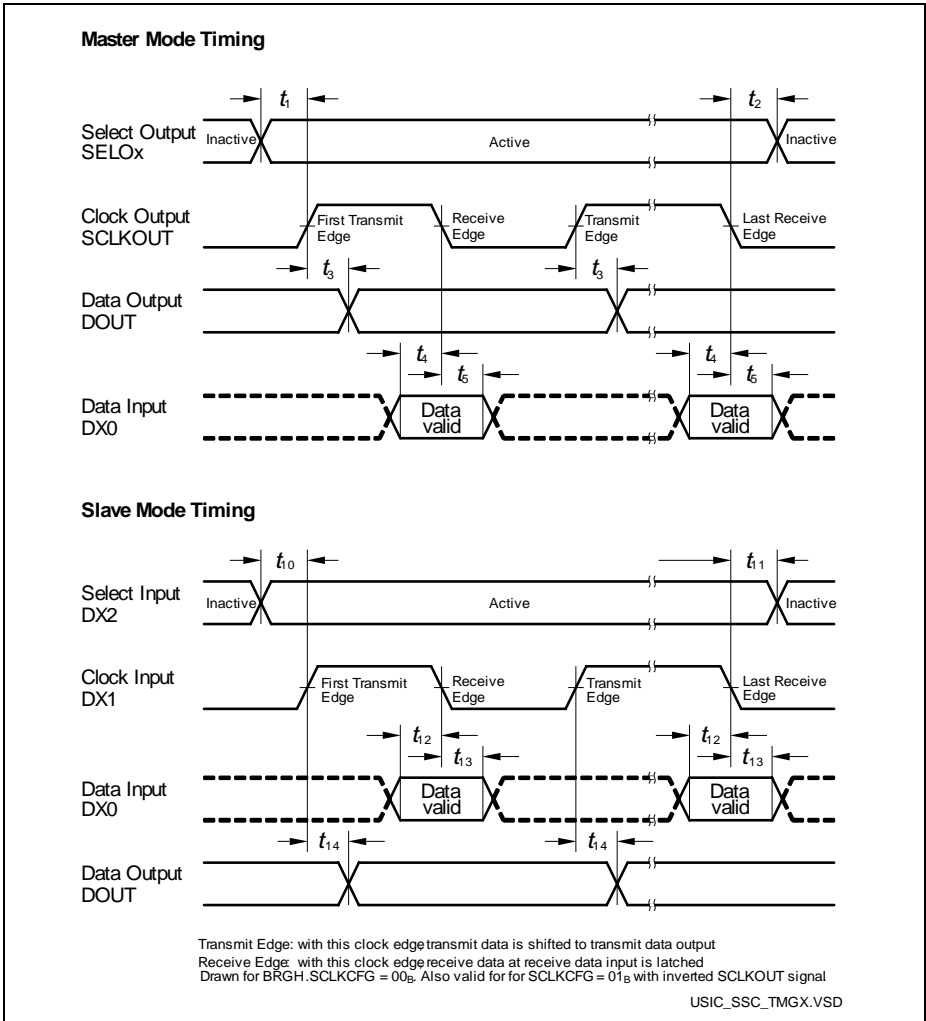 Master Mode Timing
t1
t2
Select Output
SELOx
Inactive
Active
Inactive
Clock Output
SCLKOUT
First Transmit
Edge
Receive
Edge
Transmit
Edge
Last Receive
Edge
t3
t3
Data Output
DOUT
t4
t5
t4
t5
Data Input
DX0
Data
valid
Data
valid
Slave Mode Timing
t10
t11
Select Input
DX2
Inactive
Active
Inactive
Clock Input
DX1
First Transmit
Edge
Receive
Edge
Transmit
Edge
Last Receive
Edge
t12
t13
t12
t13
Data Input
DX0
Data
valid
Data
valid
t14
t14
Data Output
DOUT
Transmit Edge: with this clock edge, transmit data is shifted to transmit data output
Receive Edge: with this clock edge, receive data at receive data input is latched
Drawn for BRGH.SCLKCFG = 00B. Also valid for for SCLKCFG = 01B with inverted SCLKOUT signal.
USIC_SSC_TMGX.VSD